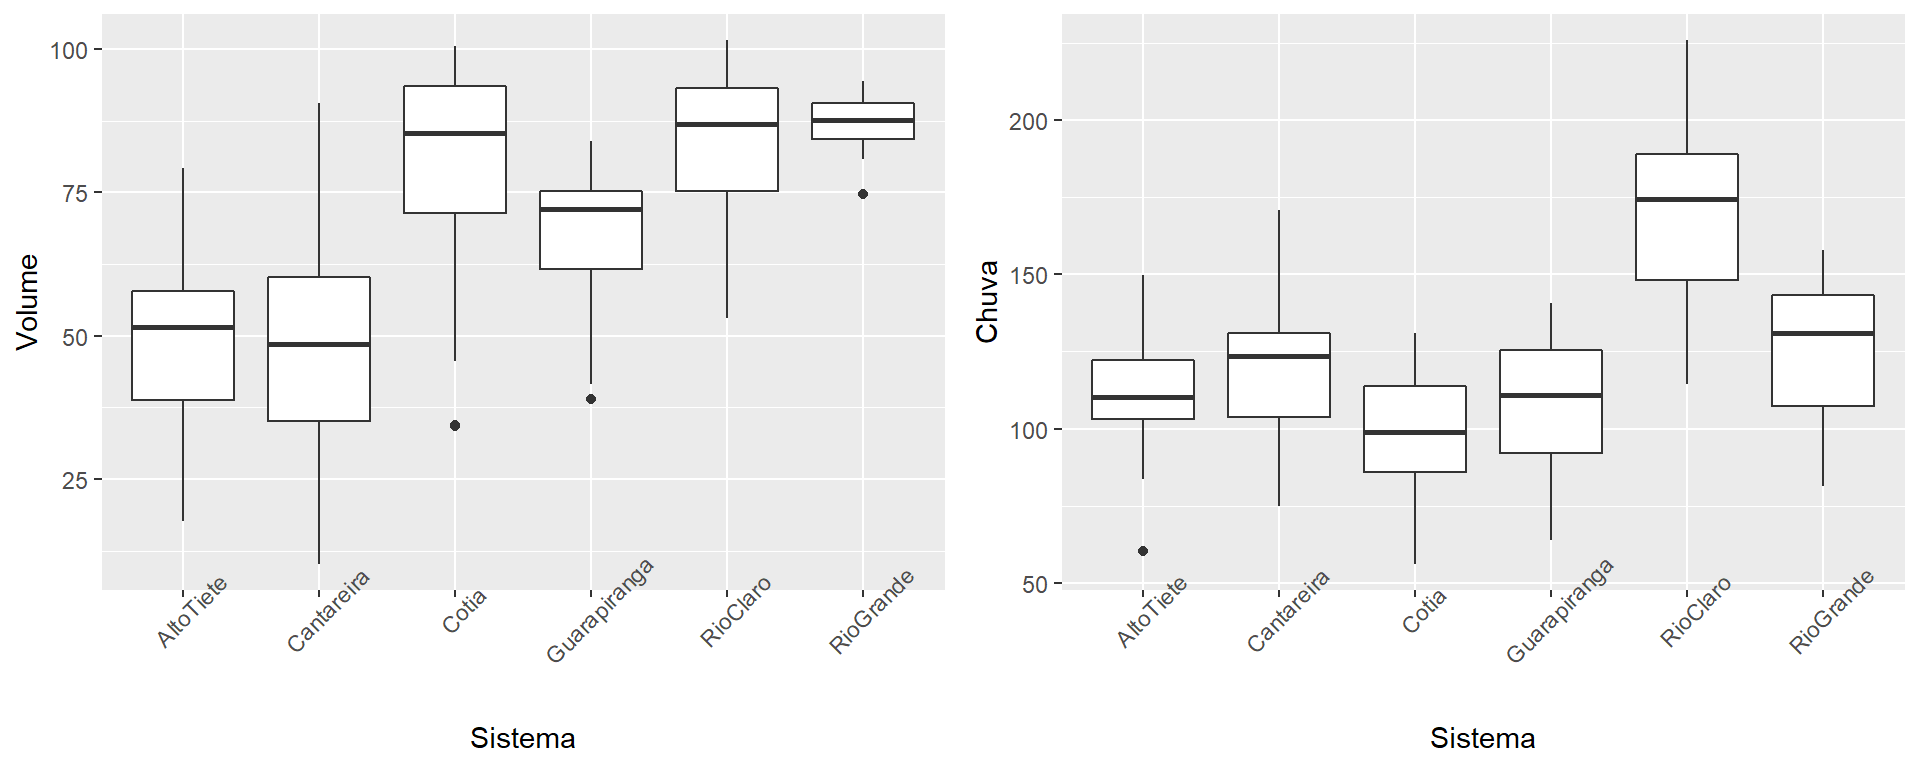 Volume
100
75
50
25
AltoTiete
Cantareira
Cotia
Guarapiranga
RioClaro
RioGrande
Sistema
Chuva
200
150
100
50
AltoTiete
Cantareira
Cotia
Guarapiranga
RioClaro
RioGrande
Sistema